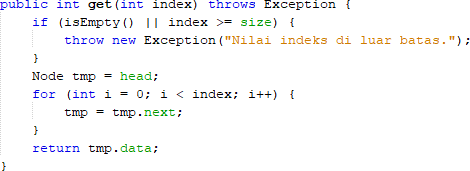 public int get(int index) throws Exception {
if (isEmpty() || index >= size) {
throw new Exception("Nilai indeks di luar batas.");
}
Node tmp = head;
for (int i = 0; i < index; i++) {
tmp = tmp.next;
}
return tmp.data;
}